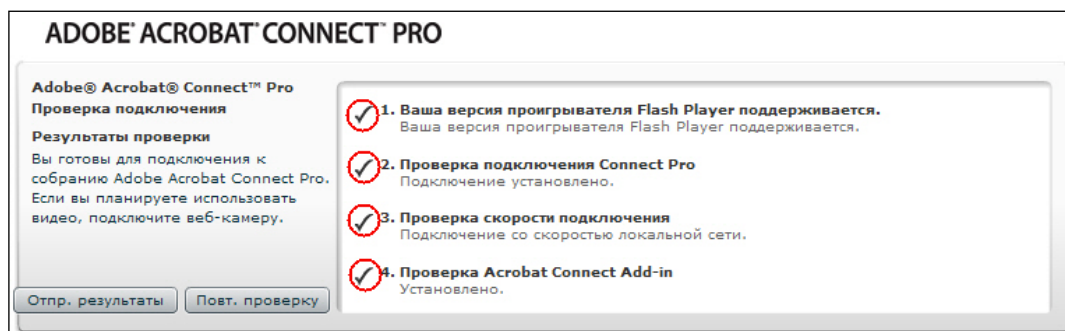 ADOBE® ACROBAT® CONNECT™ PRO
Adobe® Acrobat® Connect™ Pro
Проверка подключения
Результаты проверки
Вы готовы для подключения к
собранию Adobe Acrobat Connect Pro.
Если вы планируете использовать
видео, подключите веб-камеру.
Отпр. результаты
Повт. проверку
1. Ваша версия проигрывателя Flash Player поддерживается.
Ваша версия проигрывателя Flash Player поддерживается.
2. Проверка подключения Connect Pro
Подключение установлено.
3. Проверка скорости подключения
Подключение со скоростью локальной сети.
4. Проверка Acrobat Connect Add-in
Установлено.